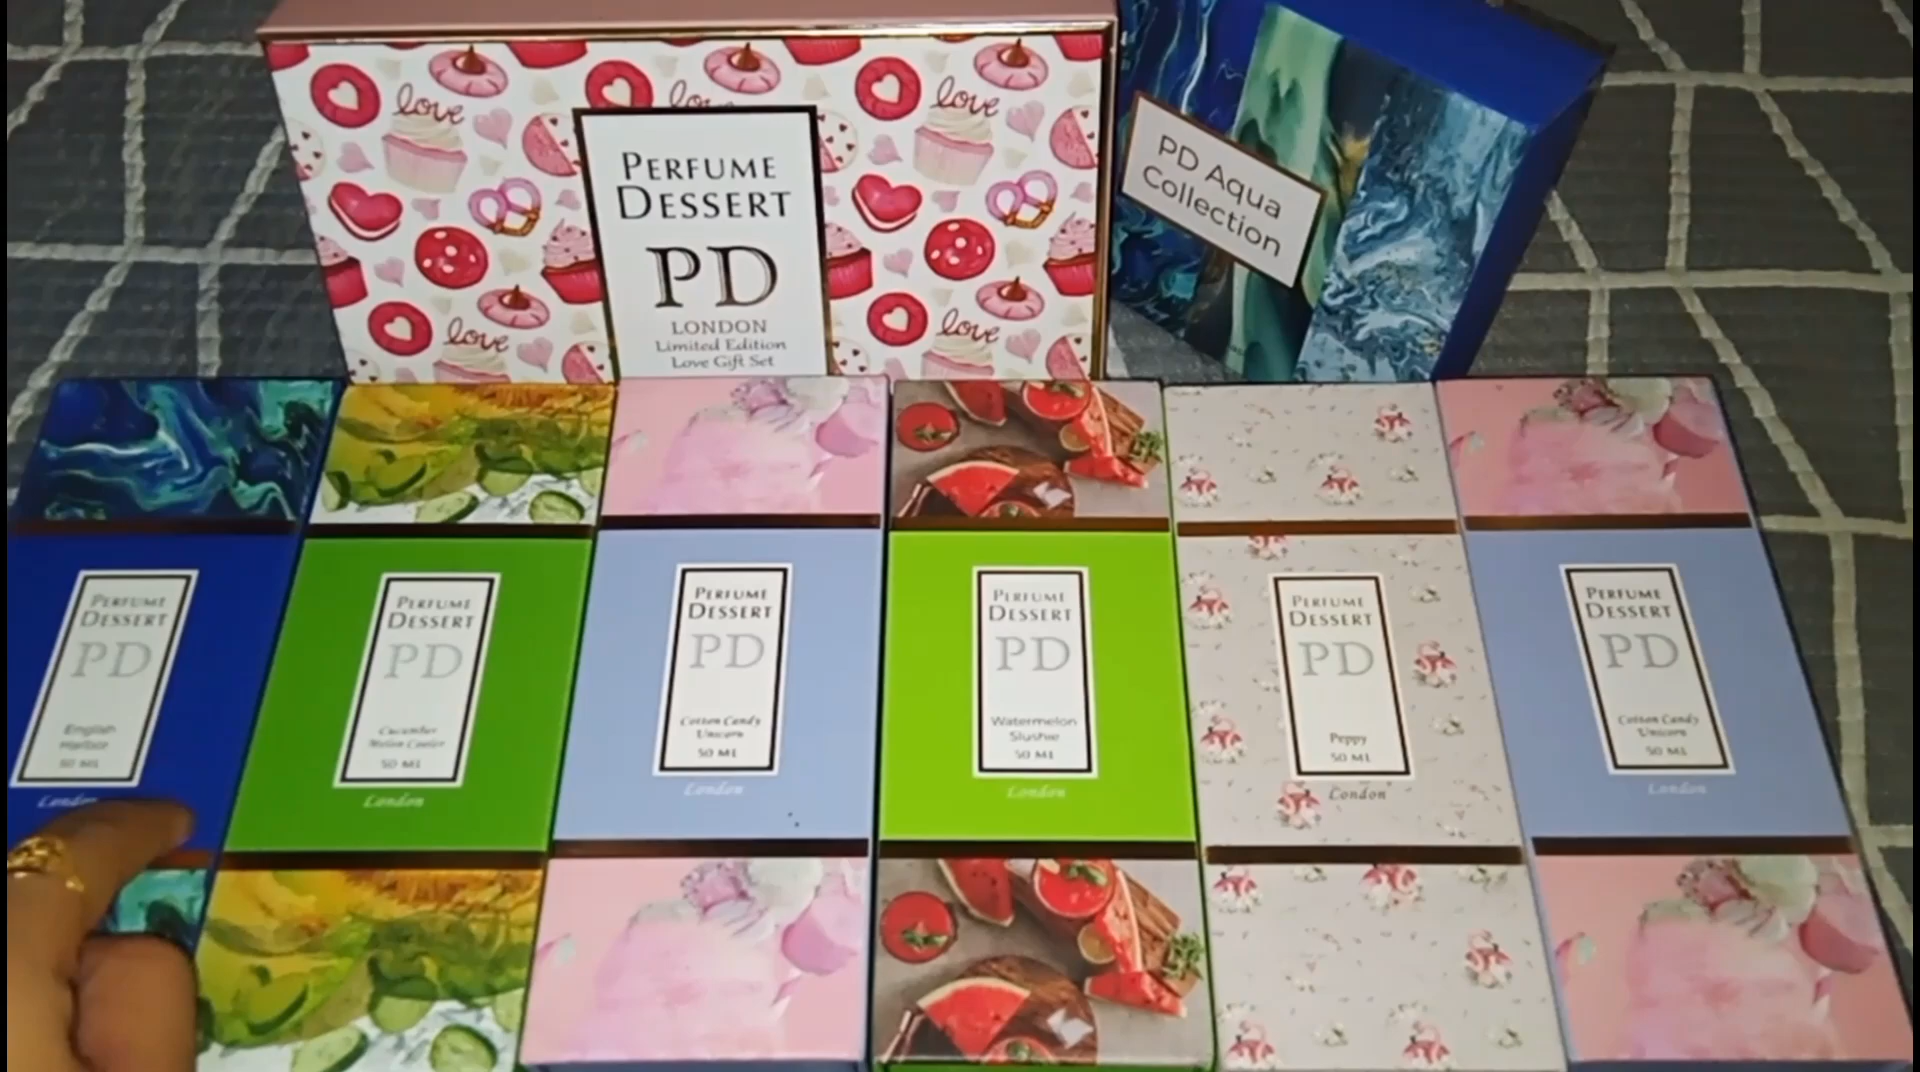 love
love
love
PERFUME
DESSERT
PD
LONDON
Limited Edition
Love Gift Set
love
love
PD Aqua
Collection
PERFUME
DESSERT
PD
English
Harbor
50 ML
London
PERFUME
DESSERT
PD
Cucumber
Melon Cooler
50 ML
London
PERFUME
DESSERT
PD
Cotton Candy
Unicorn
50 ML
London
PERFUME
DESSERT
PD
Watermelon
Slushie
50 ML
London
PERFUME
DESSERT
PD
Peppy
50 ML
London
PERFUME
DESSERT
PD
Cotton Candy
Unicorn
50 ML
London